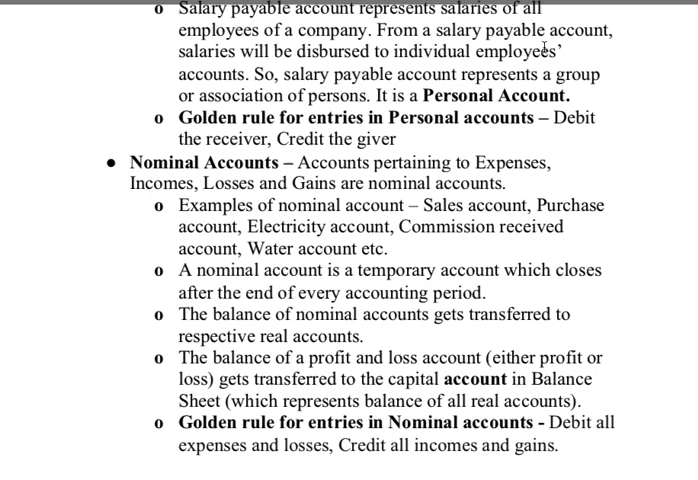 o Salary payable account represents salaries of all
employees of a company. From a salary payable account,
salaries will be disbursed to individual employees’
accounts. So, salary payable account represents a group
or association of persons. It is a Personal Account.
o Golden rule for entries in Personal accounts – Debit
the receiver, Credit the giver
● Nominal Accounts – Accounts pertaining to Expenses,
Incomes, Losses and Gains are nominal accounts.
o Examples of nominal account – Sales account, Purchase
account, Electricity account, Commission received
account, Water account etc.
o A nominal account is a temporary account which closes
after the end of every accounting period.
o The balance of nominal accounts gets transferred to
respective real accounts.
o The balance of a profit and loss account (either profit or
loss) gets transferred to the capital account in Balance
Sheet (which represents balance of all real accounts).
o Golden rule for entries in Nominal accounts - Debit all
expenses and losses, Credit all incomes and gains.